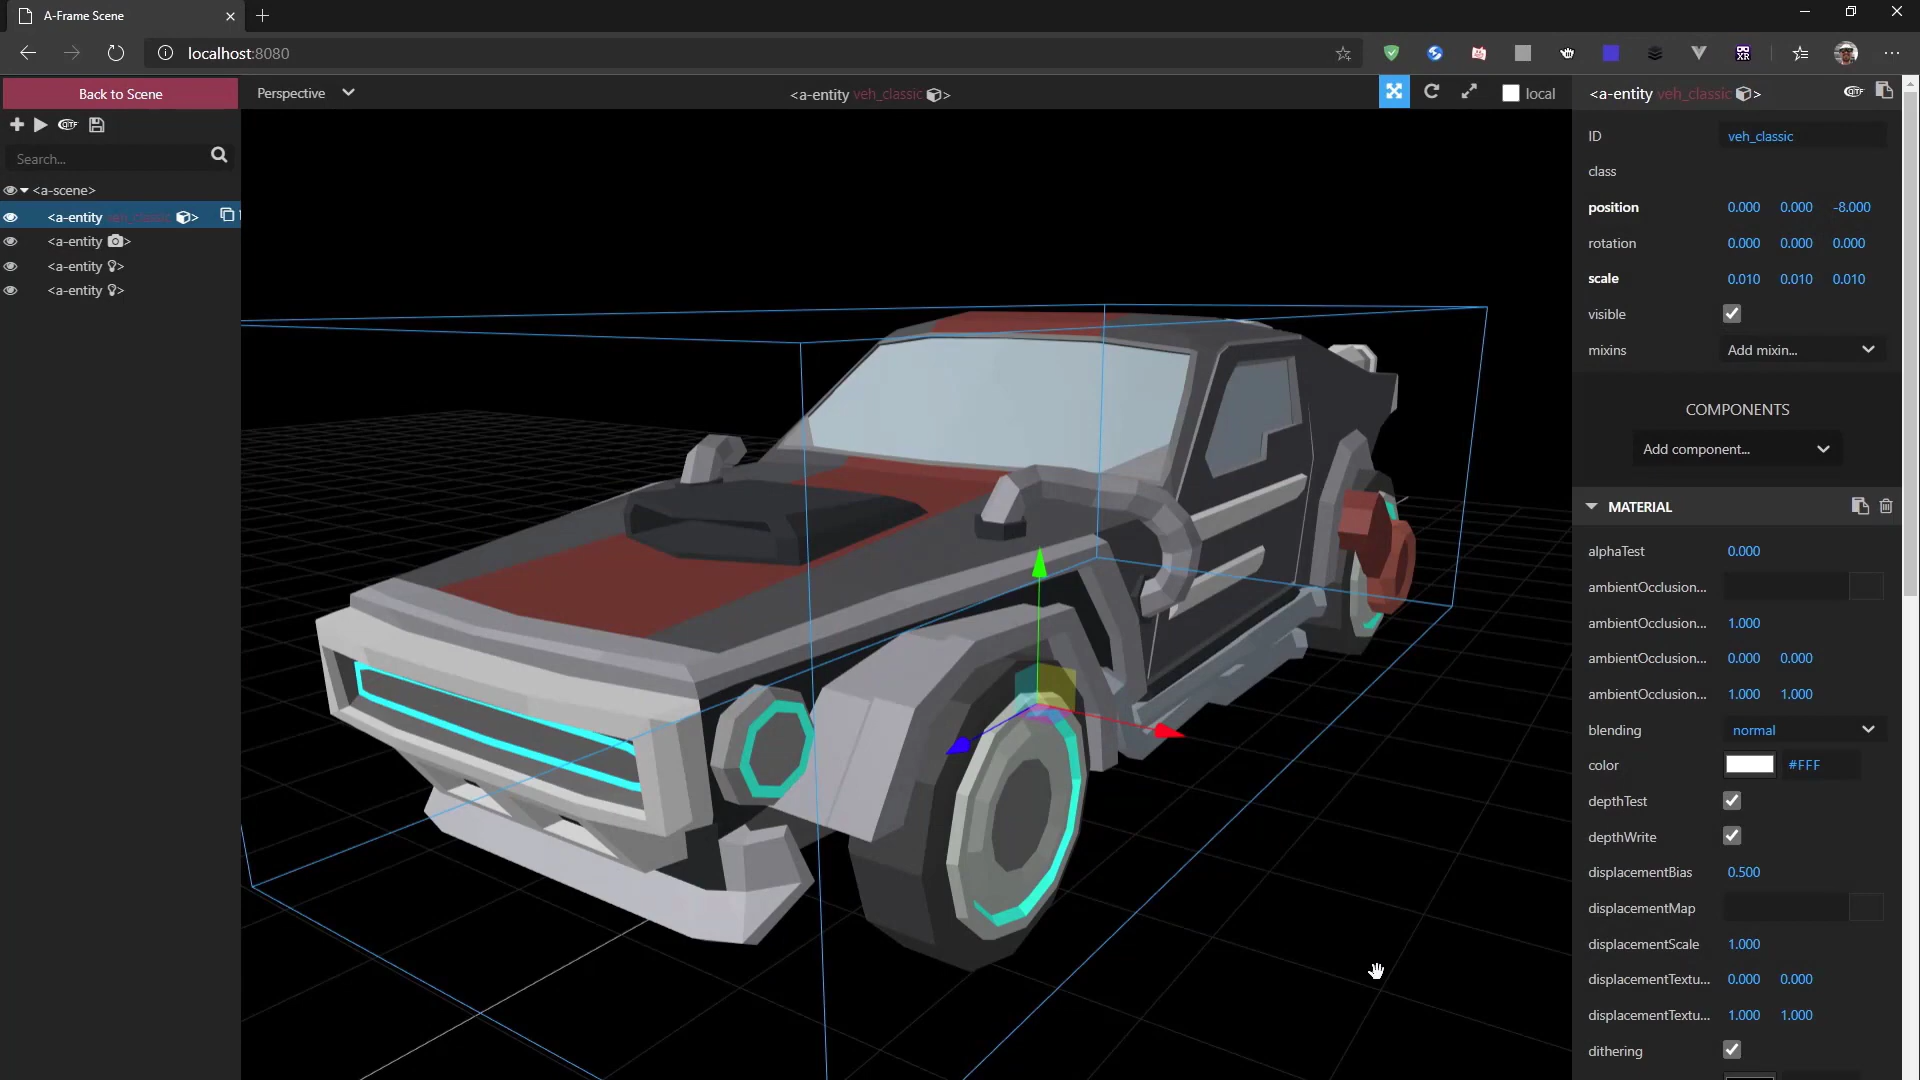 A-Frame Scene
localhost:8080
Back to Scene
Perspective
<a-entity veh_classic >
local
<a-entity veh_classic >
GLTF
GLTF
Search...
<a-scene>
<a-entity veh_classic >
<a-entity >
<a-entity >
<a-entity >
ID veh_classic
class
position 0.000 0.000 -8.000
rotation 0.000 0.000 0.000
scale 0.010 0.010 0.010
visible
mixins Add mixin...
COMPONENTS
Add component...
MATERIAL
alphaTest 0.000
ambientOcclusion...
ambientOcclusion... 1.000
ambientOcclusion... 0.000 0.000
ambientOcclusion... 1.000 1.000
blending normal
color #FFF
depthTest
depthWrite
displacementBias 0.500
displacementMap
displacementScale 1.000
displacementTextu... 0.000 0.000
displacementTextu... 1.000 1.000
dithering
XR